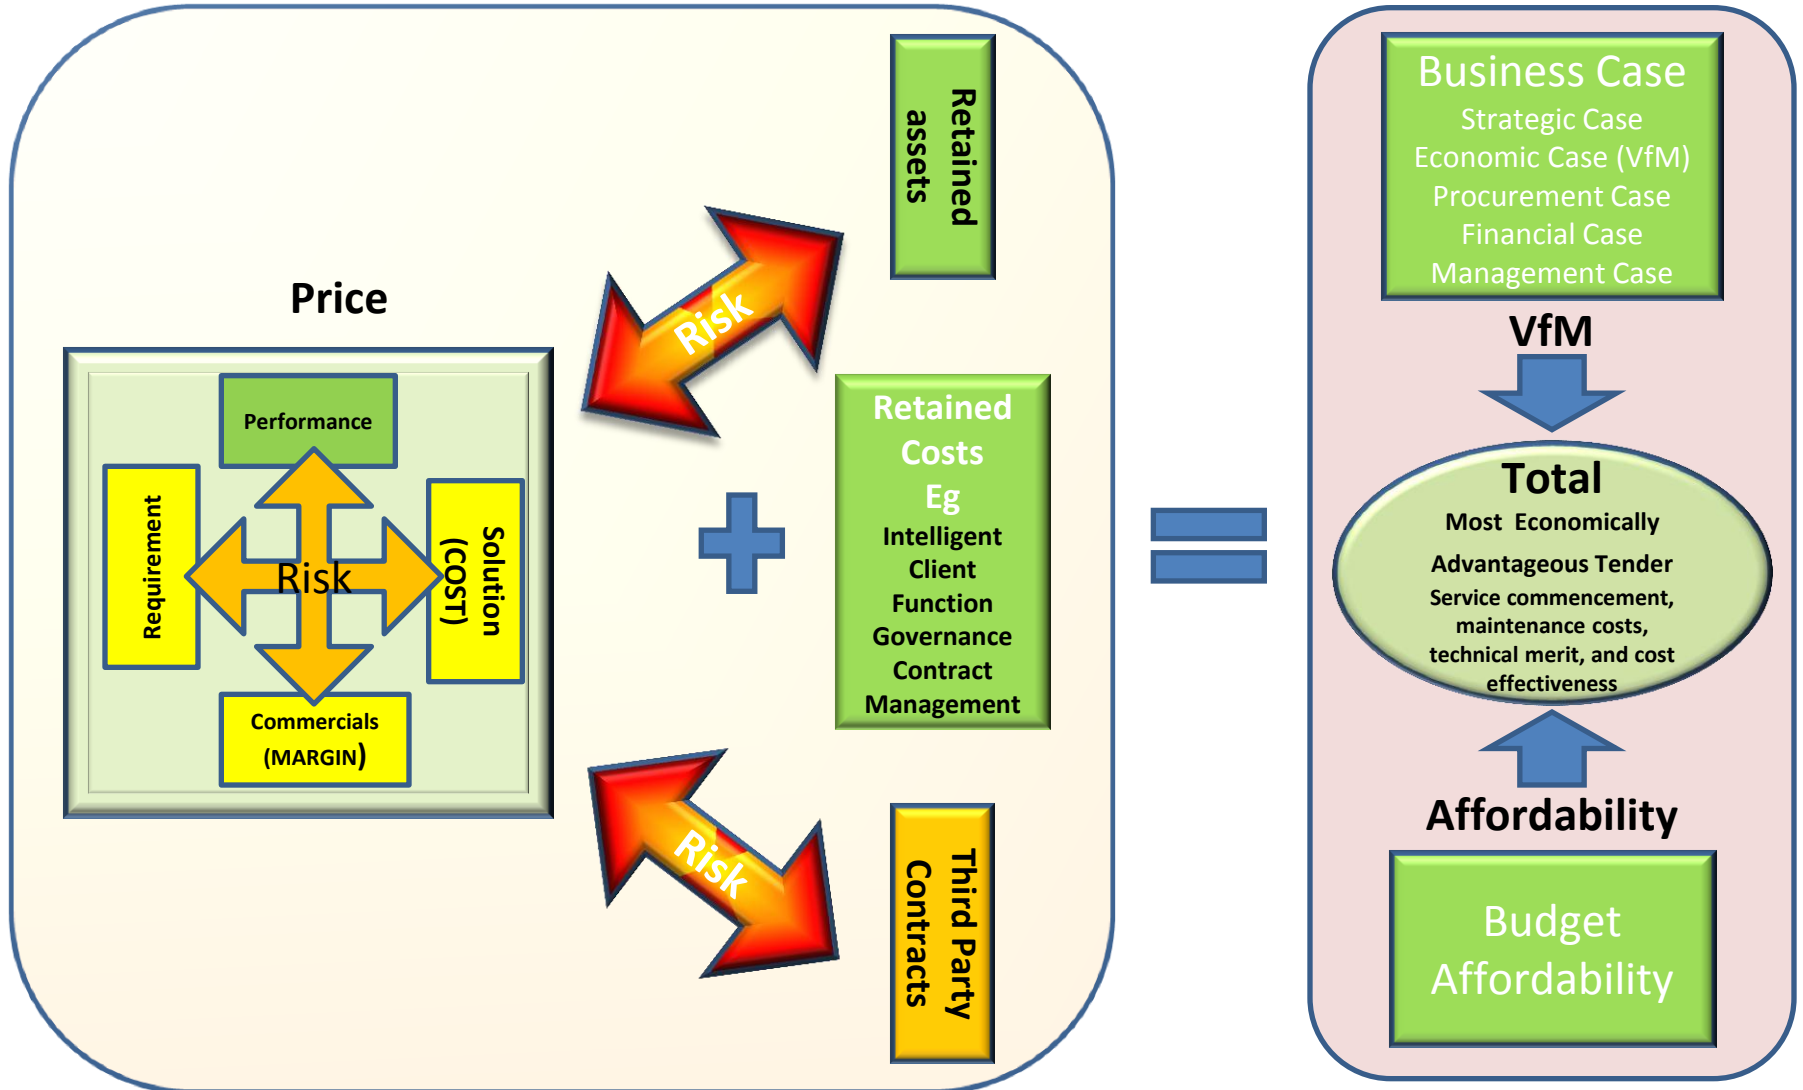 Price
Performance
Requirement
Risk
Solution
(COST)
Commercials
(MARGIN)
Risk
Risk
Retained
assets
Retained
Costs
Eg
Intelligent
Client
Function
Governance
Contract
Management
Third Party
Contracts
Business Case
Strategic Case
Economic Case (VfM)
Procurement Case
Financial Case
Management Case
VfM
Total
Most Economically
Advantageous Tender
Service commencement,
maintenance costs,
technical merit, and cost
effectiveness
Affordability
Budget
Affordability